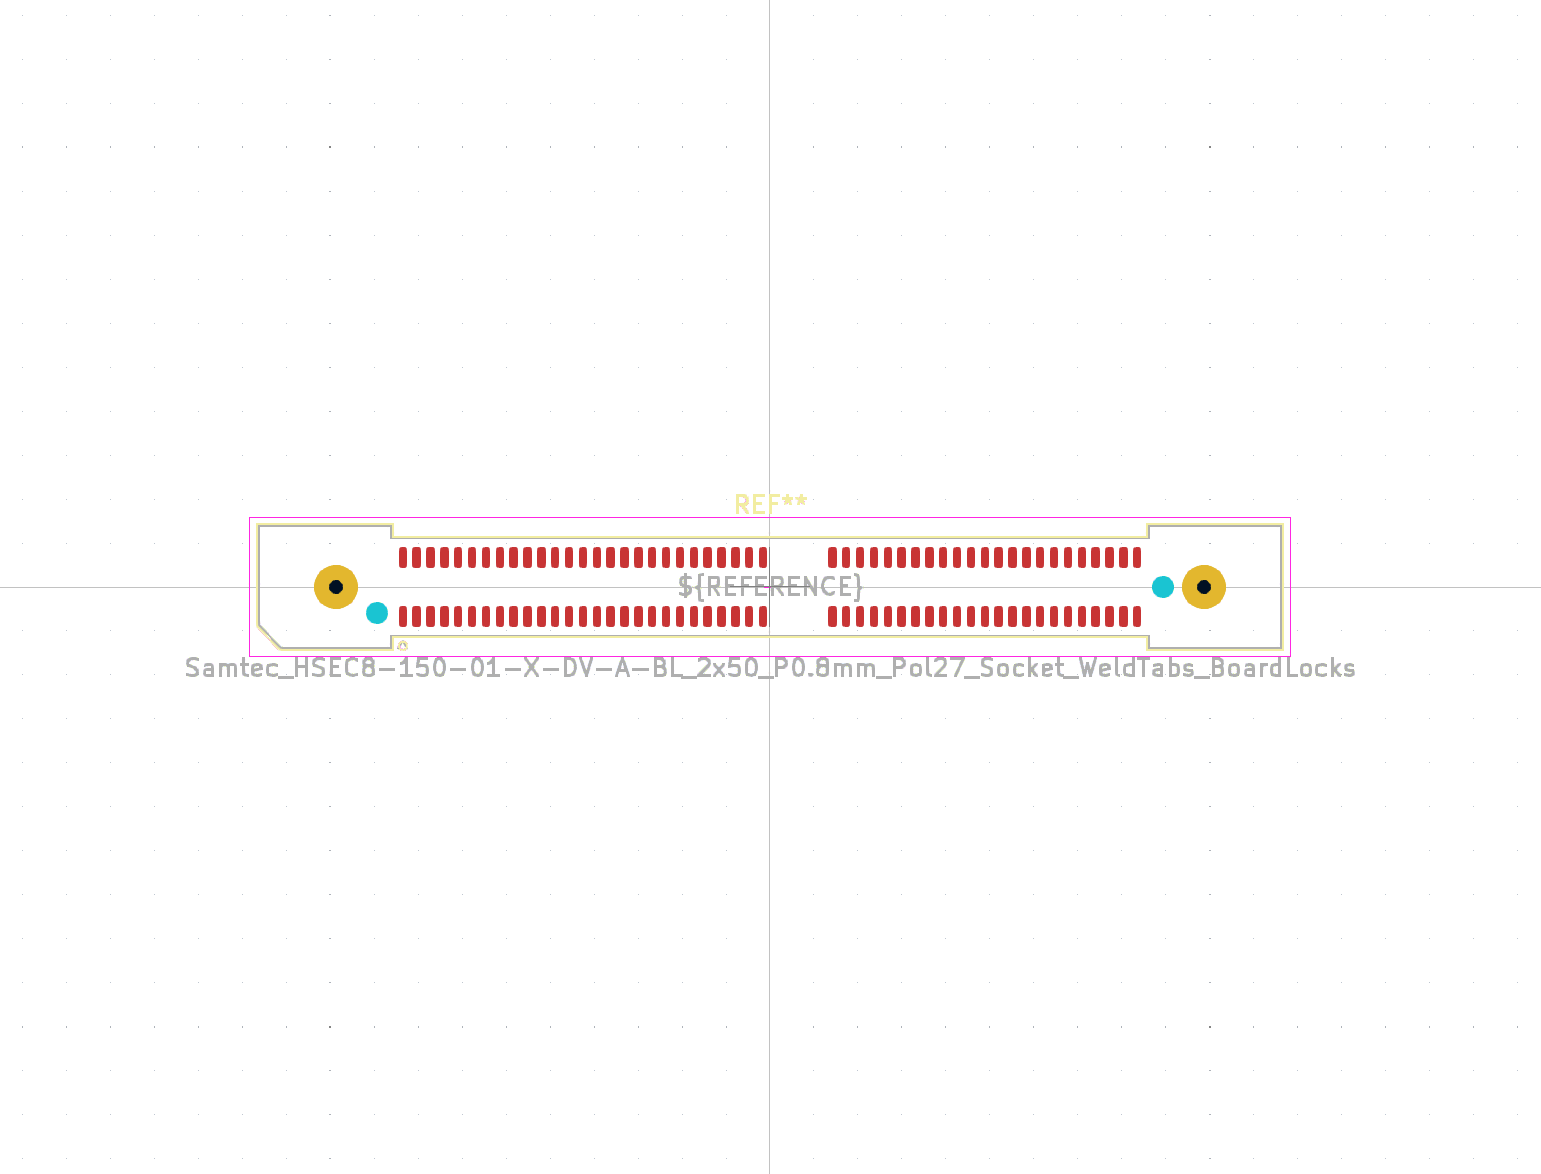 REF**
${REFERENCE}
Samtec_HSEC8-150-01-X-DV-A-BL_2x50_P0.8mm_Pol27_Socket_WeldTabs_BoardLocks